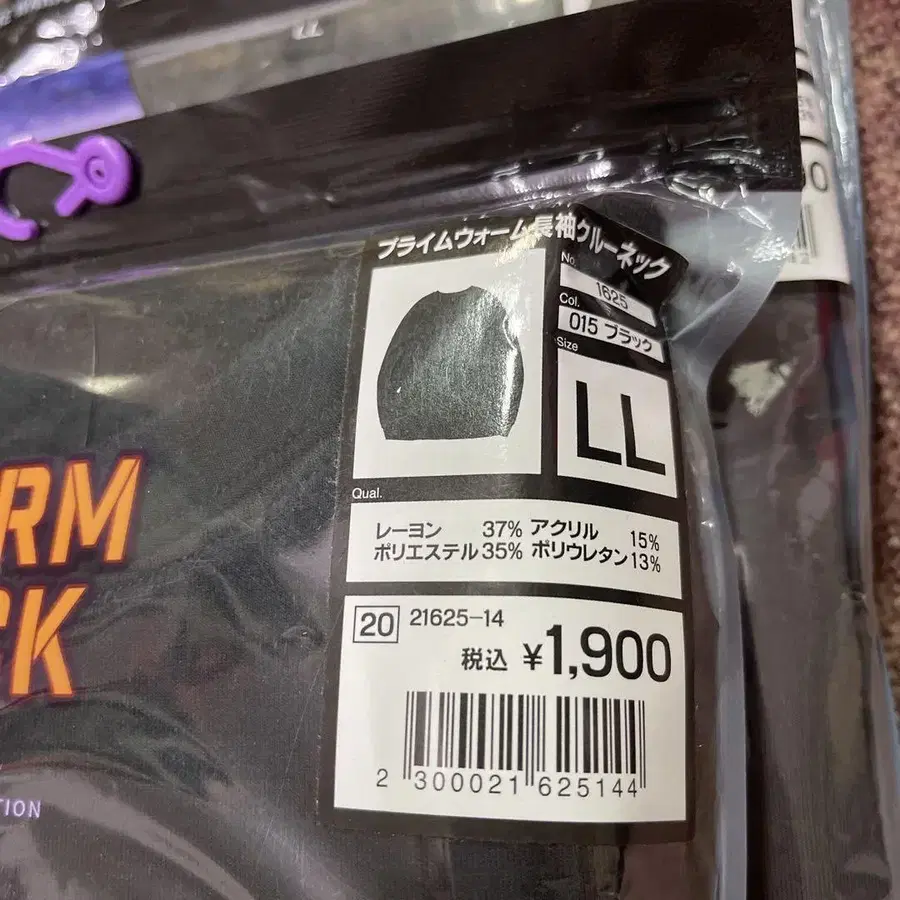 LL
プライムウォーム長袖クルーネック
No.
1625
Col.
015 ブラック
Size
LL
Qual.
レーヨン 37% アクリル 15%
ポリエステル 35% ポリウレタン 13%
20 21625-14
税込 ¥1,900
2 300021 625144
RM
CK
TION